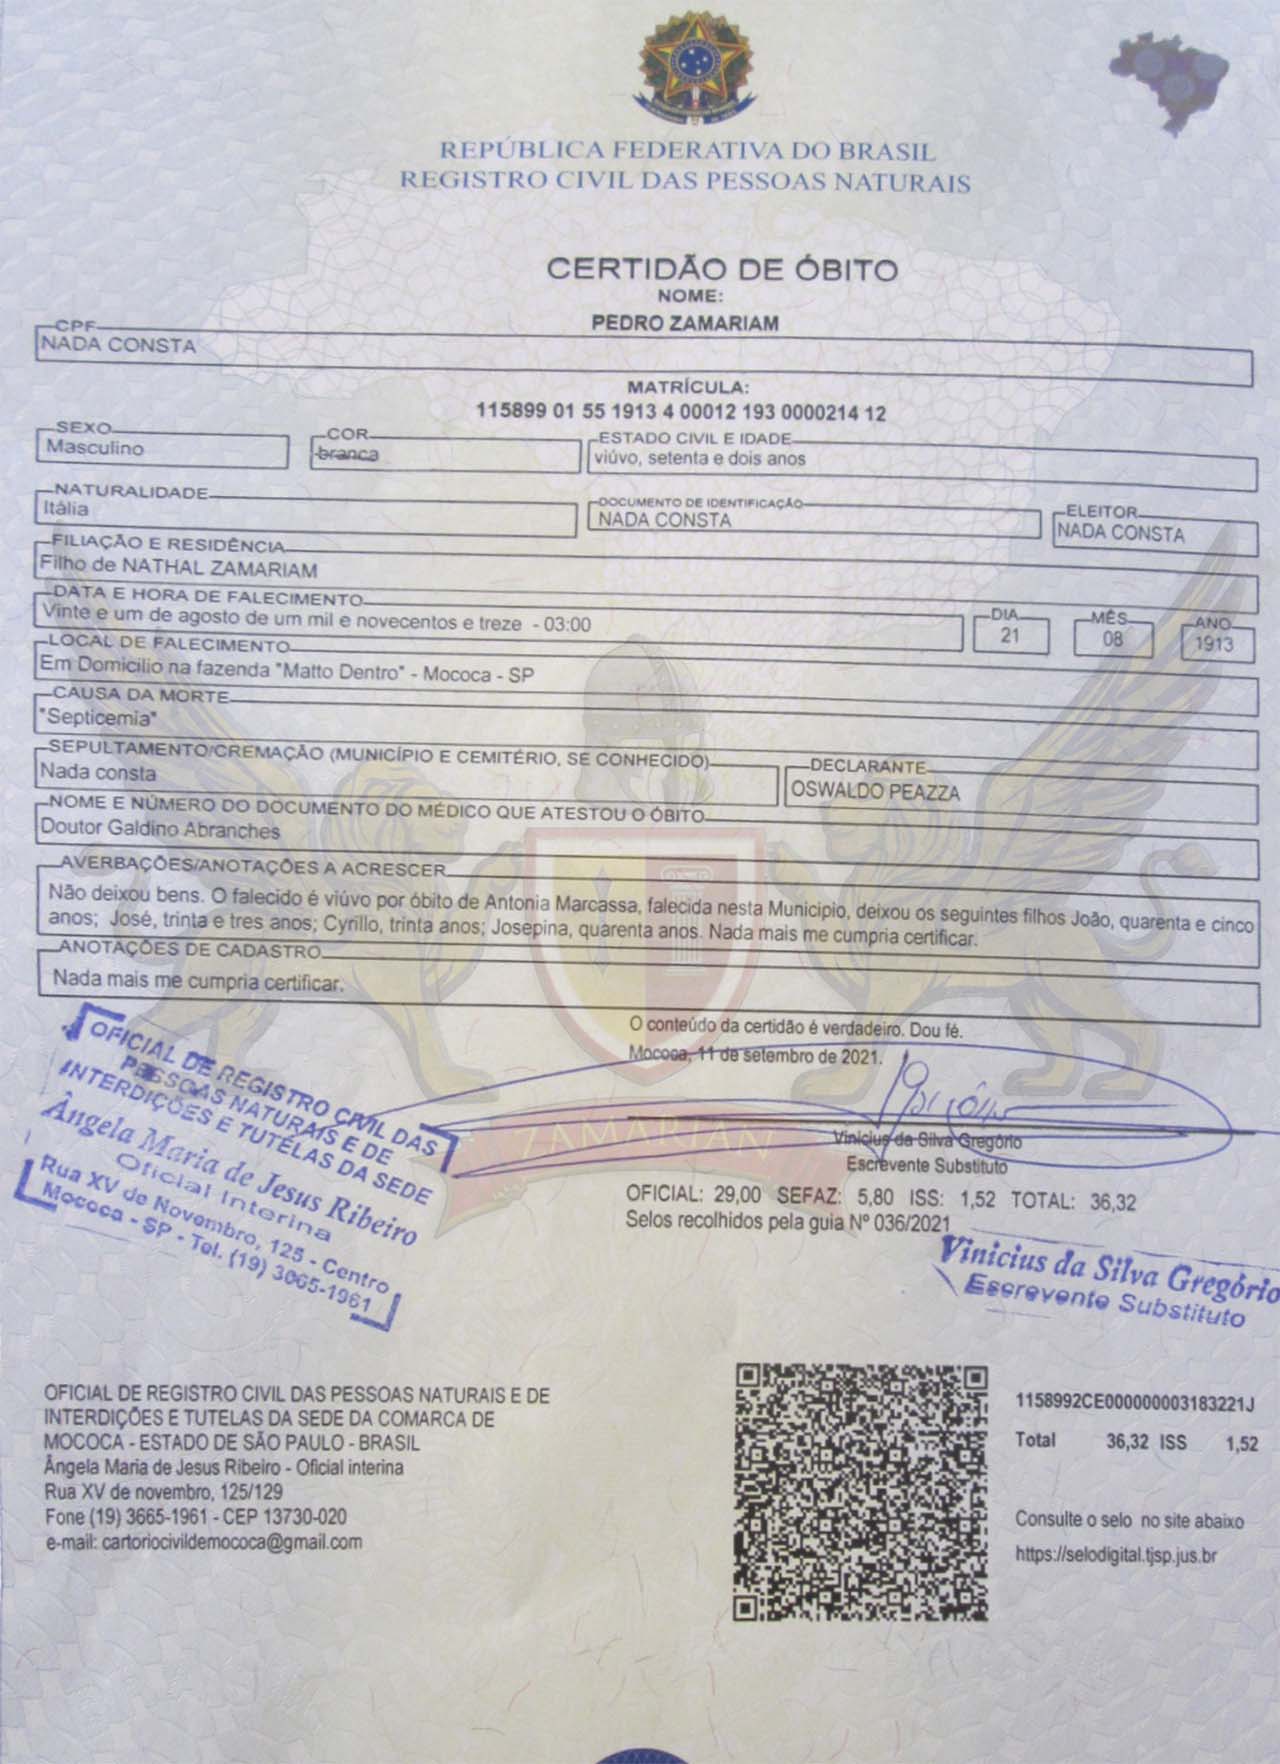 REPÚBLICA FEDERATIVA DO BRASIL
REGISTRO CIVIL DAS PESSOAS NATURAIS
CERTIDÃO DE ÓBITO
NOME:
PEDRO ZAMARIAM
CPF
NADA CONSTA
MATRÍCULA:
115899 01 55 1913 4 00012 193 0000214 12
SEXO COR ESTADO CIVIL E IDADE
Masculino branca viúvo, setenta e dois anos
NATURALIDADE DOCUMENTO DE IDENTIFICAÇÃO ELEITOR
Itália NADA CONSTA NADA CONSTA
FILIAÇÃO E RESIDÊNCIA
Filho de NATHAL ZAMARIAM
DATA E HORA DE FALECIMENTO DIA MÊS ANO
Vinte e um de agosto de um mil e novecentos e treze - 03:00 21 08 1913
LOCAL DE FALECIMENTO
Em Domicilio na fazenda "Matto Dentro" - Mococa - SP
CAUSA DA MORTE
"Septicemia"
SEPULTAMENTO/CREMAÇÃO (MUNICÍPIO E CEMITÉRIO, SE CONHECIDO) DECLARANTE
Nada consta OSWALDO PEAZZA
NOME E NÚMERO DO DOCUMENTO DO MÉDICO QUE ATESTOU O ÓBITO
Doutor Galdino Abranches
AVERBAÇÕES/ANOTAÇÕES A ACRESCER
Não deixou bens. O falecido é viúvo por óbito de Antonia Marcassa, falecida nesta Municipio, deixou os seguintes filhos João, quarenta e cinco
anos; José, trinta e tres anos; Cyrillo, trinta anos; Josepina, quarenta anos. Nada mais me cumpria certificar.
ANOTAÇÕES DE CADASTRO
Nada mais me cumpria certificar.
O conteúdo da certidão é verdadeiro. Dou fé.
Mococa, 11 de setembro de 2021.
OFICIAL DE REGISTRO CIVIL DAS
PESSOAS NATURAIS E DE
INTERDIÇÕES E TUTELAS DA SEDE
Ângela Maria de Jesus Ribeiro
Oficial Interina
Rua XV de Novembro, 125 - Centro
Mococa - SP - Tel. (19) 3665-1961
ZAMARIAN
Vinicius da Silva Gregório
Escrevente Substituto
OFICIAL: 29,00 SEFAZ: 5,80 ISS: 1,52 TOTAL: 36,32
Selos recolhidos pela guia Nº 036/2021
Vinicius da Silva Gregório
Escrevente Substituto
OFICIAL DE REGISTRO CIVIL DAS PESSOAS NATURAIS E DE
INTERDIÇÕES E TUTELAS DA SEDE DA COMARCA DE
MOCOCA - ESTADO DE SÃO PAULO - BRASIL
Ângela Maria de Jesus Ribeiro - Oficial interina
Rua XV de novembro, 125/129
Fone (19) 3665-1961 - CEP 13730-020
e-mail: cartoriocivildemococa@gmail.com
1158992CE000000003183221J
Total 36,32 ISS 1,52
Consulte o selo no site abaixo
https://selodigital.tjsp.jus.br